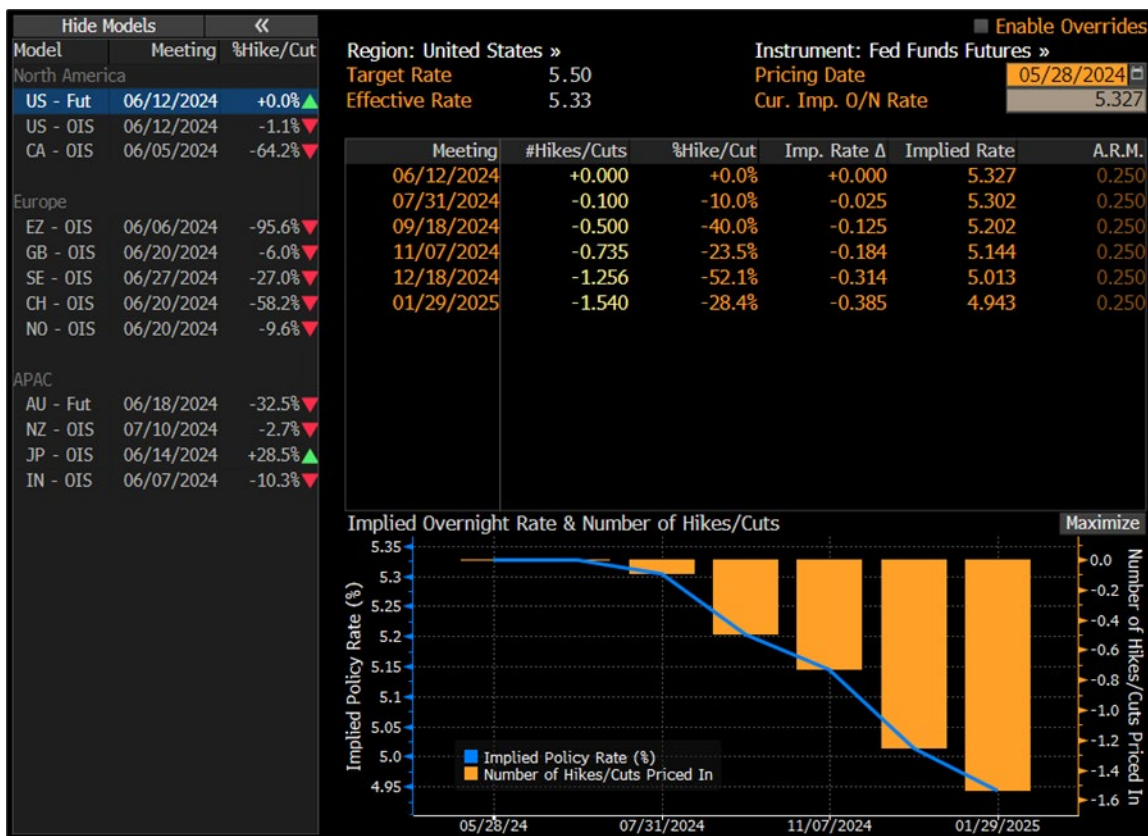 Hide Models «
Enable Overrides
Model Meeting %Hike/Cut
North America
US - Fut 06/12/2024 +0.0%
US - OIS 06/12/2024 -1.1%
CA - OIS 06/05/2024 -64.2%
Europe
EZ - OIS 06/06/2024 -95.6%
GB - OIS 06/20/2024 -6.0%
SE - OIS 06/27/2024 -27.0%
CH - OIS 06/20/2024 -58.2%
NO - OIS 06/20/2024 -9.6%
APAC
AU - Fut 06/18/2024 -32.5%
NZ - OIS 07/10/2024 -2.7%
JP - OIS 06/14/2024 +28.5%
IN - OIS 06/07/2024 -10.3%
Region: United States » Instrument: Fed Funds Futures »
Target Rate 5.50 Pricing Date 05/28/2024
Effective Rate 5.33 Cur. Imp. O/N Rate 5.327
Meeting #Hikes/Cuts %Hike/Cut Imp. Rate Δ Implied Rate A.R.M.
06/12/2024 +0.000 +0.0% +0.000 5.327 0.250
07/31/2024 -0.100 -10.0% -0.025 5.302 0.250
09/18/2024 -0.500 -40.0% -0.125 5.202 0.250
11/07/2024 -0.735 -23.5% -0.184 5.144 0.250
12/18/2024 -1.256 -52.1% -0.314 5.013 0.250
01/29/2025 -1.540 -28.4% -0.385 4.943 0.250
Implied Overnight Rate & Number of Hikes/Cuts Maximize
Implied Policy Rate (%)
5.35
5.3
5.25
5.2
5.15
5.1
5.05
5.0
4.95
Implied Policy Rate (%)
Number of Hikes/Cuts Priced In
0.0
-0.2
-0.4
-0.6
-0.8
-1.0
-1.2
-1.4
-1.6
Number of Hikes/Cuts Priced In
05/28/24 07/31/2024 11/07/2024 01/29/2025